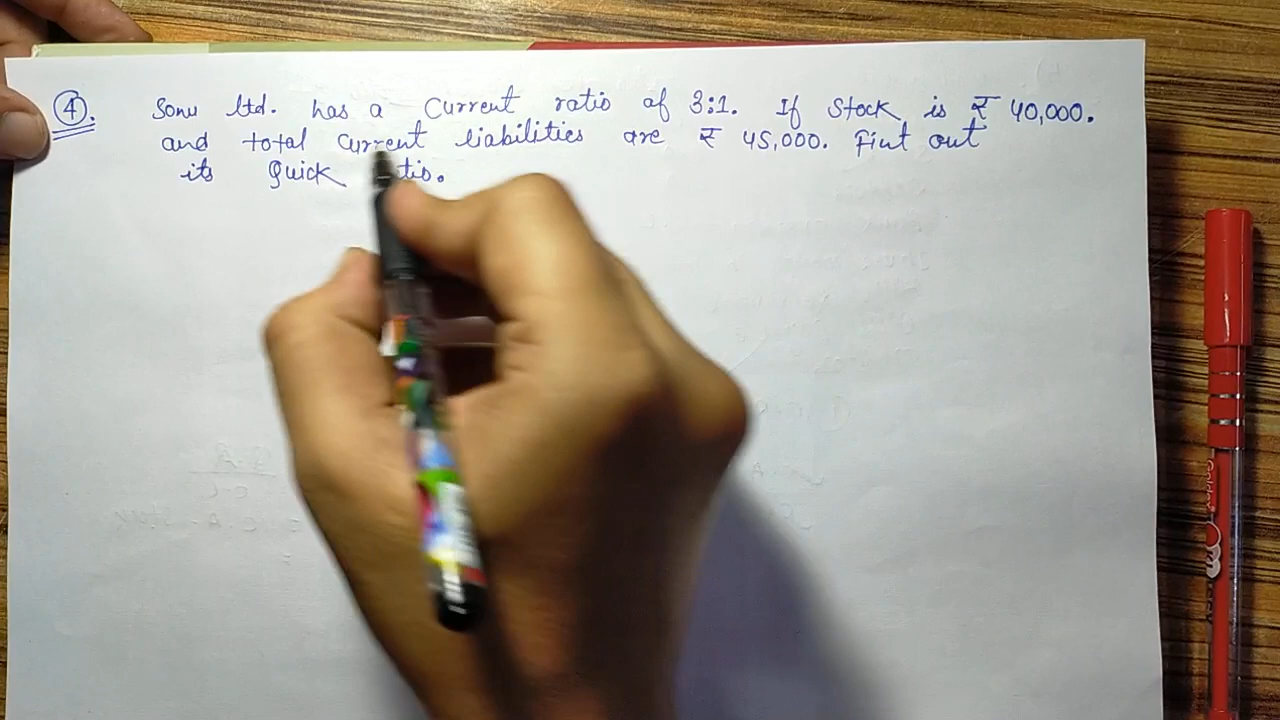 4. Sonu ltd. has a Current ratio of 3:1. If Stock is ₹ 40,000.
and total Current liabilities are ₹ 45,000. Fint out
its Quick